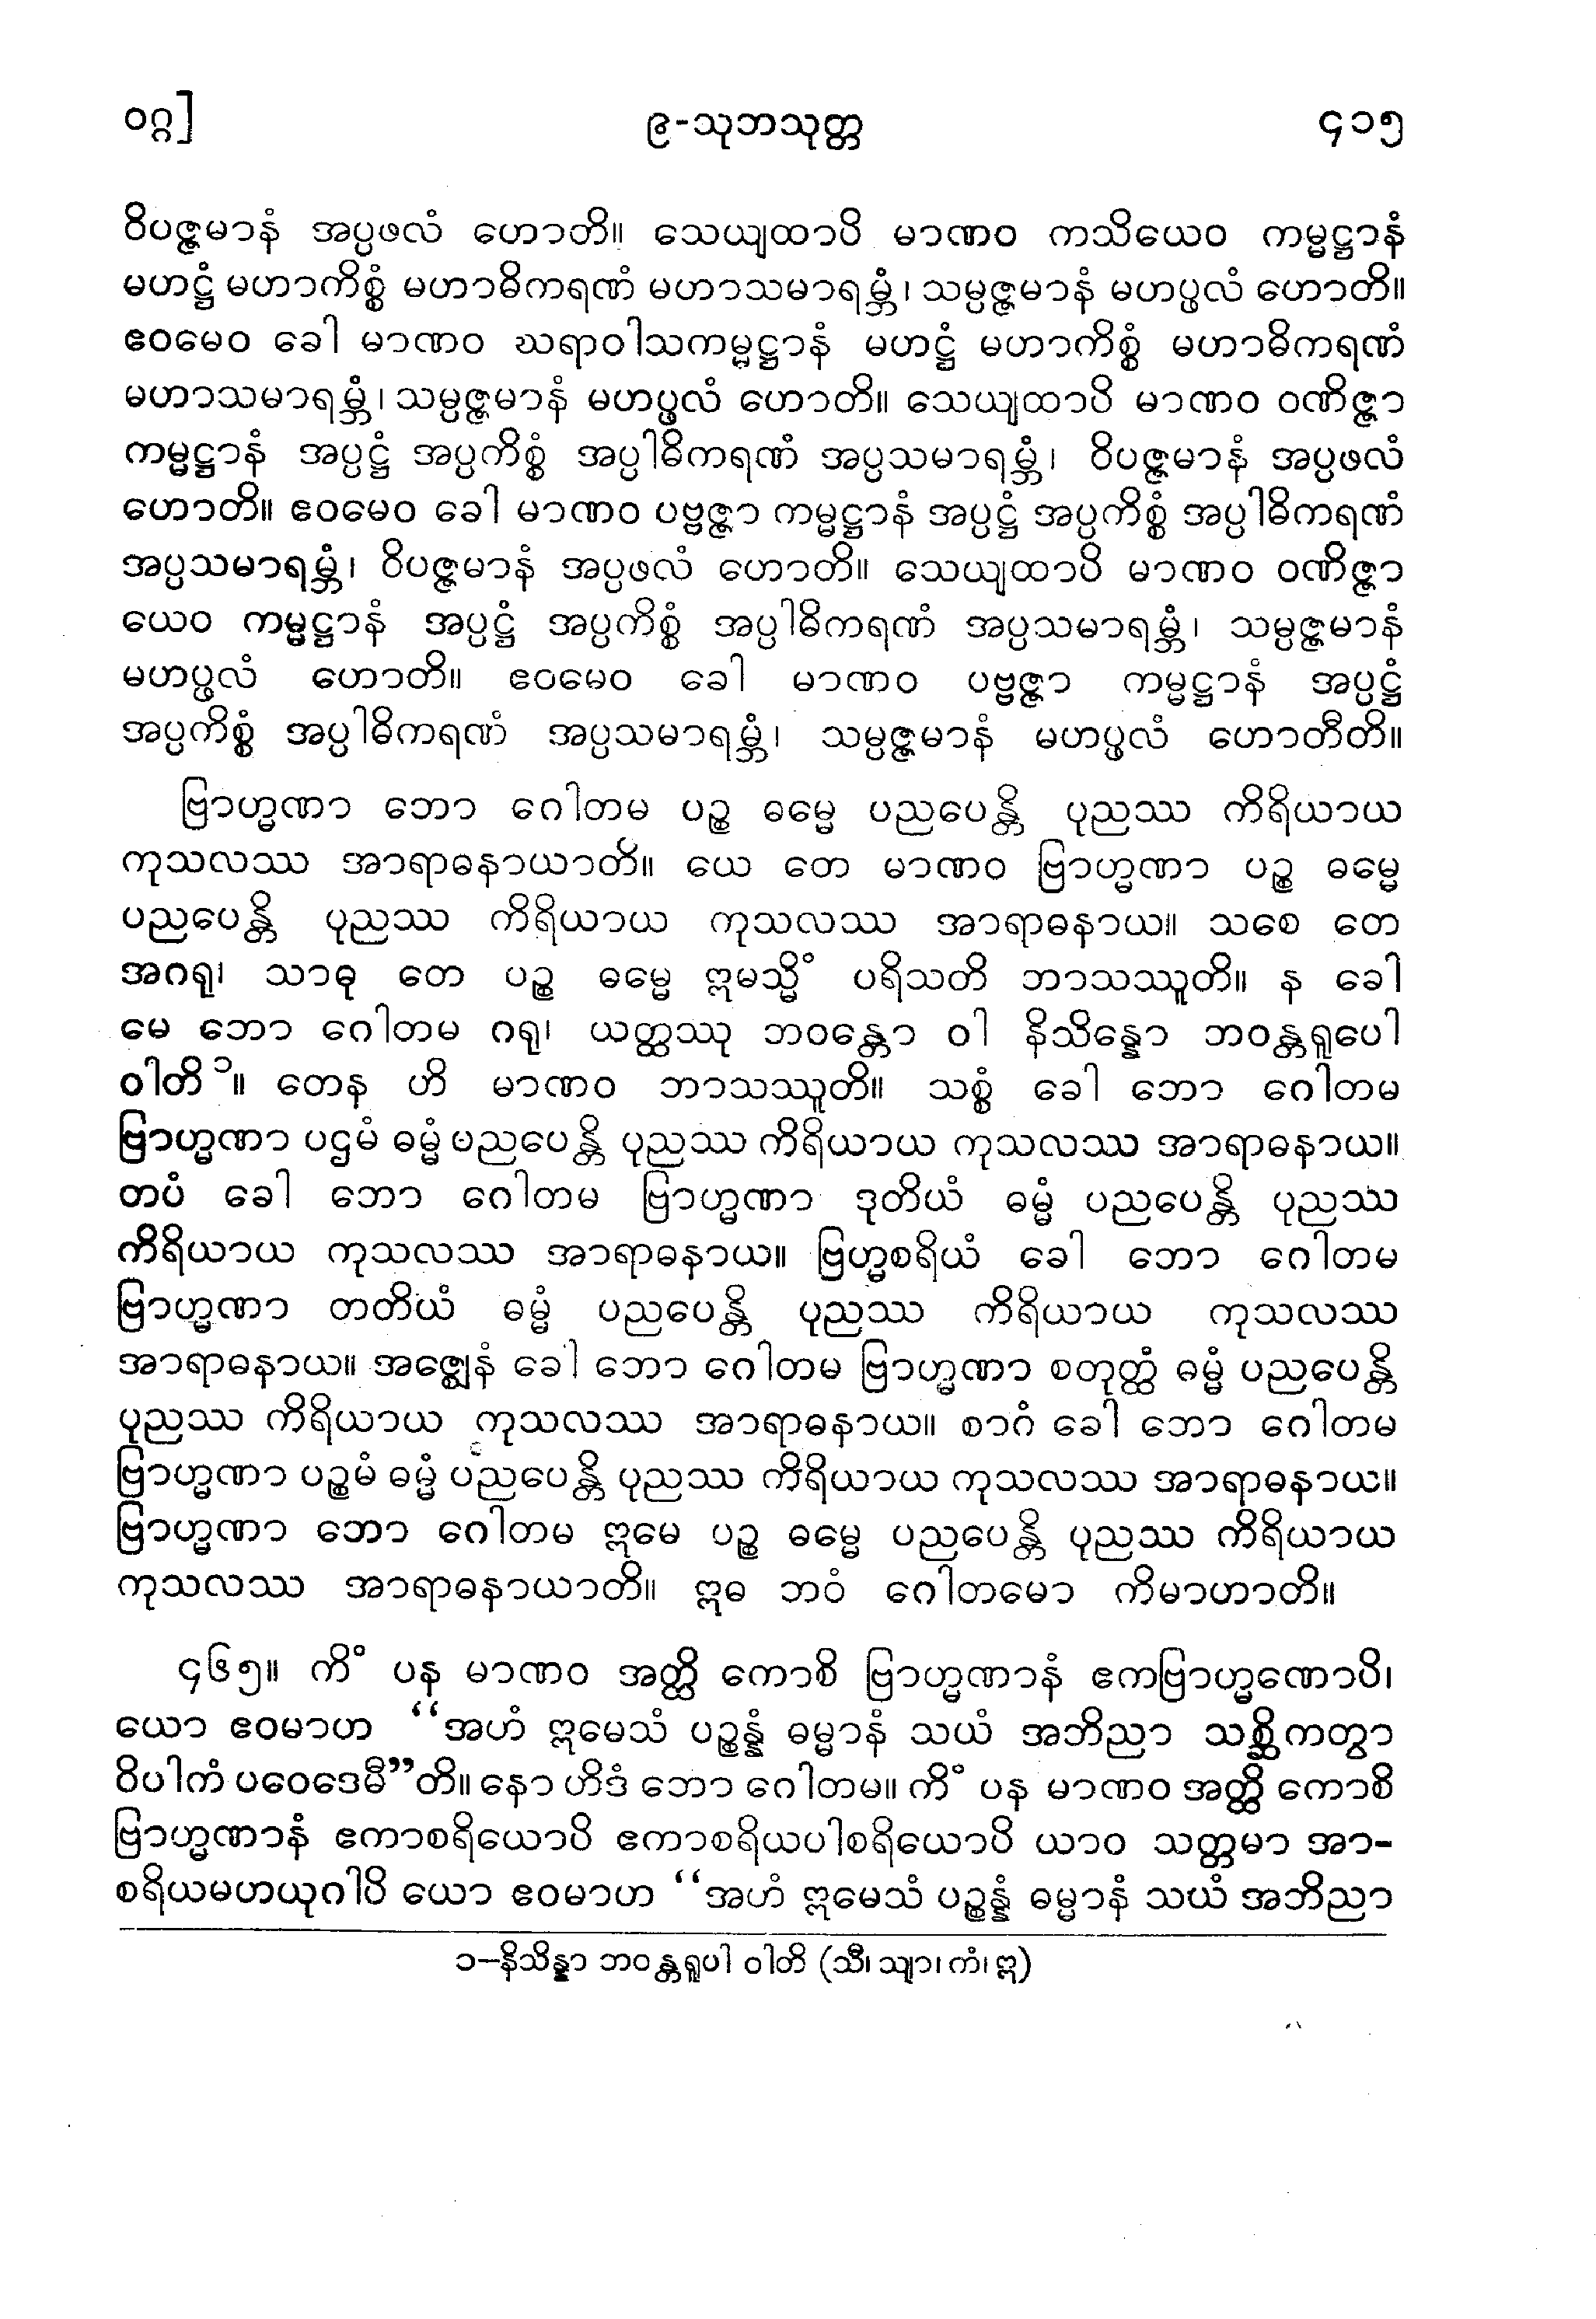 ဝဂ္ဂ] ၉-သုဘသုတ္တ ၄၁၅
ဝိပဇ္ဇမာနံ အပ္ပဖလံ ဟောတိ။ သေယျထာပိ မာဏဝ ကသိယေဝ ကမ္မဋ္ဌာနံ
မဟဋ္ဌံ မဟာကိစ္စံ မဟာဓိကရဏံ မဟာသမာရမ္ဘံ၊ သမ္ပဇ္ဇမာနံ မဟပ္ဖလံ ဟောတိ။
ဧဝမေဝ ခေါ မာဏဝ ဃရာဝါသကမ္မဋ္ဌာနံ မဟဋ္ဌံ မဟာကိစ္စံ မဟာဓိကရဏံ
မဟာသမာရမ္ဘံ၊ သမ္ပဇ္ဇမာနံ မဟပ္ဖလံ ဟောတိ။ သေယျထာပိ မာဏဝ ဝဏိဇ္ဇာ
ကမ္မဋ္ဌာနံ အပ္ပဋ္ဌံ အပ္ပကိစ္စံ အပ္ပါဓိကရဏံ အပ္ပသမာရမ္ဘံ၊ ဝိပဇ္ဇမာနံ အပ္ပဖလံ
ဟောတိ။ ဧဝမေဝ ခေါ မာဏဝ ပဗ္ဗဇ္ဇာ ကမ္မဋ္ဌာနံ အပ္ပဋ္ဌံ အပ္ပကိစ္စံ အပ္ပါဓိကရဏံ
အပ္ပသမာရမ္ဘံ၊ ဝိပဇ္ဇမာနံ အပ္ပဖလံ ဟောတိ။ သေယျထာပိ မာဏဝ ဝဏိဇ္ဇာ
ယေဝ ကမ္မဋ္ဌာနံ အပ္ပဋ္ဌံ အပ္ပကိစ္စံ အပ္ပါဓိကရဏံ အပ္ပသမာရမ္ဘံ၊ သမ္ပဇ္ဇမာနံ
မဟပ္ဖလံ ဟောတိ။ ဧဝမေဝ ခေါ မာဏဝ ပဗ္ဗဇ္ဇာ ကမ္မဋ္ဌာနံ အပ္ပဋ္ဌံ
အပ္ပကိစ္စံ အပ္ပါဓိကရဏံ အပ္ပသမာရမ္ဘံ၊ သမ္ပဇ္ဇမာနံ မဟပ္ဖလံ ဟောတီတိ။
ဗြာဟ္မဏာ ဘော ဂေါတမ ပဉ္စ ဓမ္မေ ပညပေန္တိ ပုညဿ ကိရိယာယ
ကုသလဿ အာရာဓနာယာတိ။ ယေ တေ မာဏဝ ဗြာဟ္မဏာ ပဉ္စ ဓမ္မေ
ပညပေန္တိ ပုညဿ ကိရိယာယ ကုသလဿ အာရာဓနာယ။ သစေ တေ
အဂရု၊ သာဓု တေ ပဉ္စ ဓမ္မေ ဣမသ္မိံ ပရိသတိ ဘာသဿူတိ။ န ခေါ
မေ ဘော ဂေါတမ ဂရု၊ ယတ္ထဿု ဘဝန္တော ဝါ နိသိန္နော ဘဝန္တရူပေါ
ဝါတိ ၁။ တေန ဟိ မာဏဝ ဘာသဿူတိ။ သစ္စံ ခေါ ဘော ဂေါတမ
ဗြာဟ္မဏာ ပဌမံ ဓမ္မံ ပညပေန္တိ ပုညဿ ကိရိယာယ ကုသလဿ အာရာဓနာယ။
တပံ ခေါ ဘော ဂေါတမ ဗြာဟ္မဏာ ဒုတိယံ ဓမ္မံ ပညပေန္တိ ပုညဿ
ကိရိယာယ ကုသလဿ အာရာဓနာယ။ ဗြဟ္မစရိယံ ခေါ ဘော ဂေါတမ
ဗြာဟ္မဏာ တတိယံ ဓမ္မံ ပညပေန္တိ ပုညဿ ကိရိယာယ ကုသလဿ
အာရာဓနာယ။ အဇ္ဈေနံ ခေါ ဘော ဂေါတမ ဗြာဟ္မဏာ စတုတ္ထံ ဓမ္မံ ပညပေန္တိ
ပုညဿ ကိရိယာယ ကုသလဿ အာရာဓနာယ။ စာဂံ ခေါ ဘော ဂေါတမ
ဗြာဟ္မဏာ ပဉ္စမံ ဓမ္မံ ပညပေန္တိ ပုညဿ ကိရိယာယ ကုသလဿ အာရာဓနာယ။
ဗြာဟ္မဏာ ဘော ဂေါတမ ဣမေ ပဉ္စ ဓမ္မေ ပညပေန္တိ ပုညဿ ကိရိယာယ
ကုသလဿ အာရာဓနာယာတိ။ ဣဓ ဘဝံ ဂေါတမော ကိမာဟာတိ။
၄၆၅။ ကိံ ပန မာဏဝ အတ္ထိ ကောစိ ဗြာဟ္မဏာနံ ဧကဗြာဟ္မဏောပိ၊
ယော ဧဝမာဟ “အဟံ ဣမေသံ ပဉ္စန္နံ ဓမ္မာနံ သယံ အဘိညာ သစ္ဆိကတွာ
ဝိပါကံ ပဝေဒေမီ”တိ။ နော ဟိဒံ ဘော ဂေါတမ။ ကိံ ပန မာဏဝ အတ္ထိ ကောစိ
ဗြာဟ္မဏာနံ ဧကာစရိယောပိ ဧကာစရိယပါစရိယောပိ ယာဝ သတ္တမာ အာ-
စရိယမဟယုဂါပိ ယော ဧဝမာဟ “အဟံ ဣမေသံ ပဉ္စန္နံ ဓမ္မာနံ သယံ အဘိညာ
၁–နိသိန္နာ ဘဝန္တရူပါ ဝါတိ (သီ၊ သျာ၊ ကံ၊ ဣ)